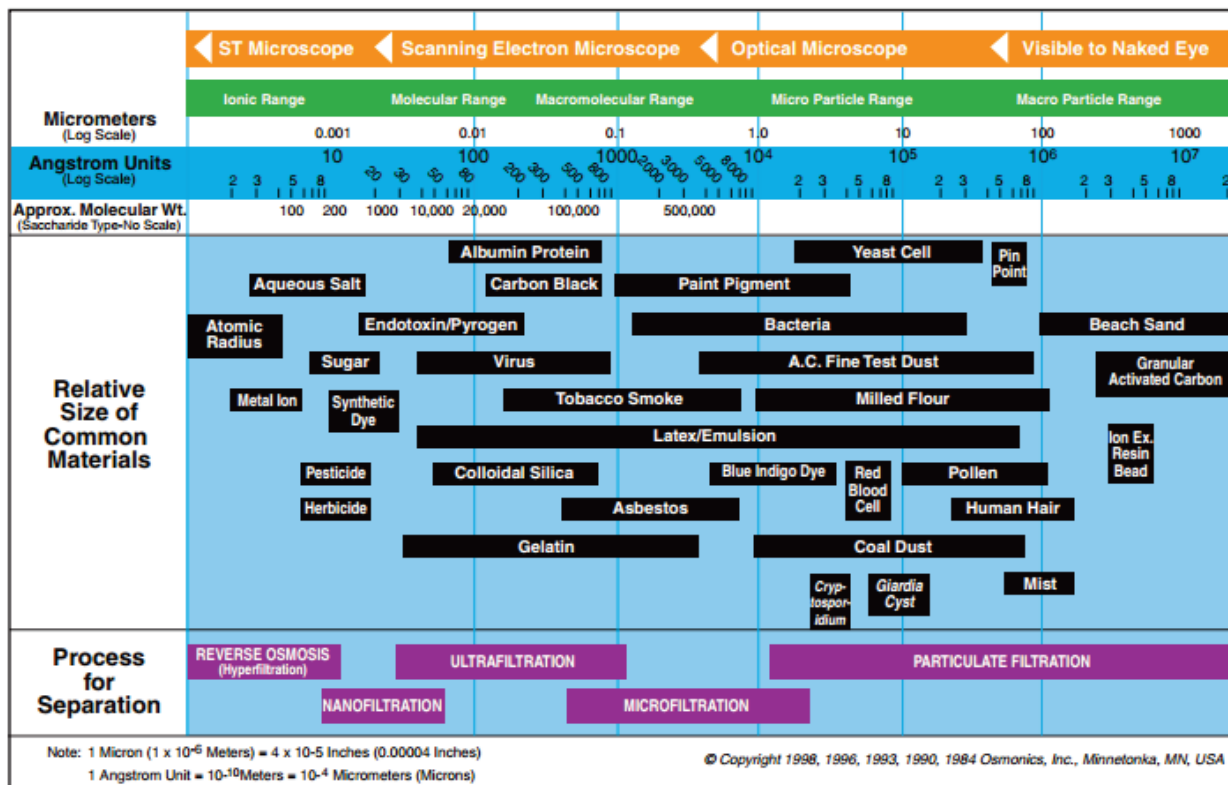 ST Microscope Scanning Electron Microscope Optical Microscope Visible to Naked Eye
Ionic Range Molecular Range Macromolecular Range Micro Particle Range Macro Particle Range
Micrometers
(Log Scale)
0.001 0.01 0.1 1.0 10 100 1000
Angstrom Units
(Log Scale)
10 100 1000 10⁴ 10⁵ 10⁶ 10⁷
2 3 5 8 20 30 50 80 200 300 500 800 2000 3000 5000 8000 2 3 5 8 2 3 5 8 2 3 5 8 2
Approx. Molecular Wt.
(Saccharide Type-No Scale)
100 200 1000 10,000 20,000 100,000 500,000
Relative
Size of
Common
Materials
Albumin Protein Yeast Cell
Pin
Point
Aqueous Salt Carbon Black Paint Pigment
Atomic
Radius
Endotoxin/Pyrogen Bacteria Beach Sand
Sugar Virus A.C. Fine Test Dust
Granular
Activated Carbon
Metal Ion
Synthetic
Dye
Tobacco Smoke Milled Flour
Latex/Emulsion
Ion Ex.
Resin
Bead
Pesticide Colloidal Silica Blue Indigo Dye
Red
Blood
Cell
Pollen
Herbicide Asbestos Human Hair
Gelatin Coal Dust
Cryp-
tospor-
idium
Giardia
Cyst
Mist
Process
for
Separation
REVERSE OSMOSIS
(Hyperfiltration)
ULTRAFILTRATION PARTICULATE FILTRATION
NANOFILTRATION MICROFILTRATION
Note: 1 Micron (1 x 10⁻⁶ Meters) = 4 x 10-5 Inches (0.00004 Inches)
1 Angstrom Unit = 10⁻¹⁰Meters = 10⁻⁴ Micrometers (Microns)
© Copyright 1998, 1996, 1993, 1990, 1984 Osmonics, Inc., Minnetonka, MN, USA